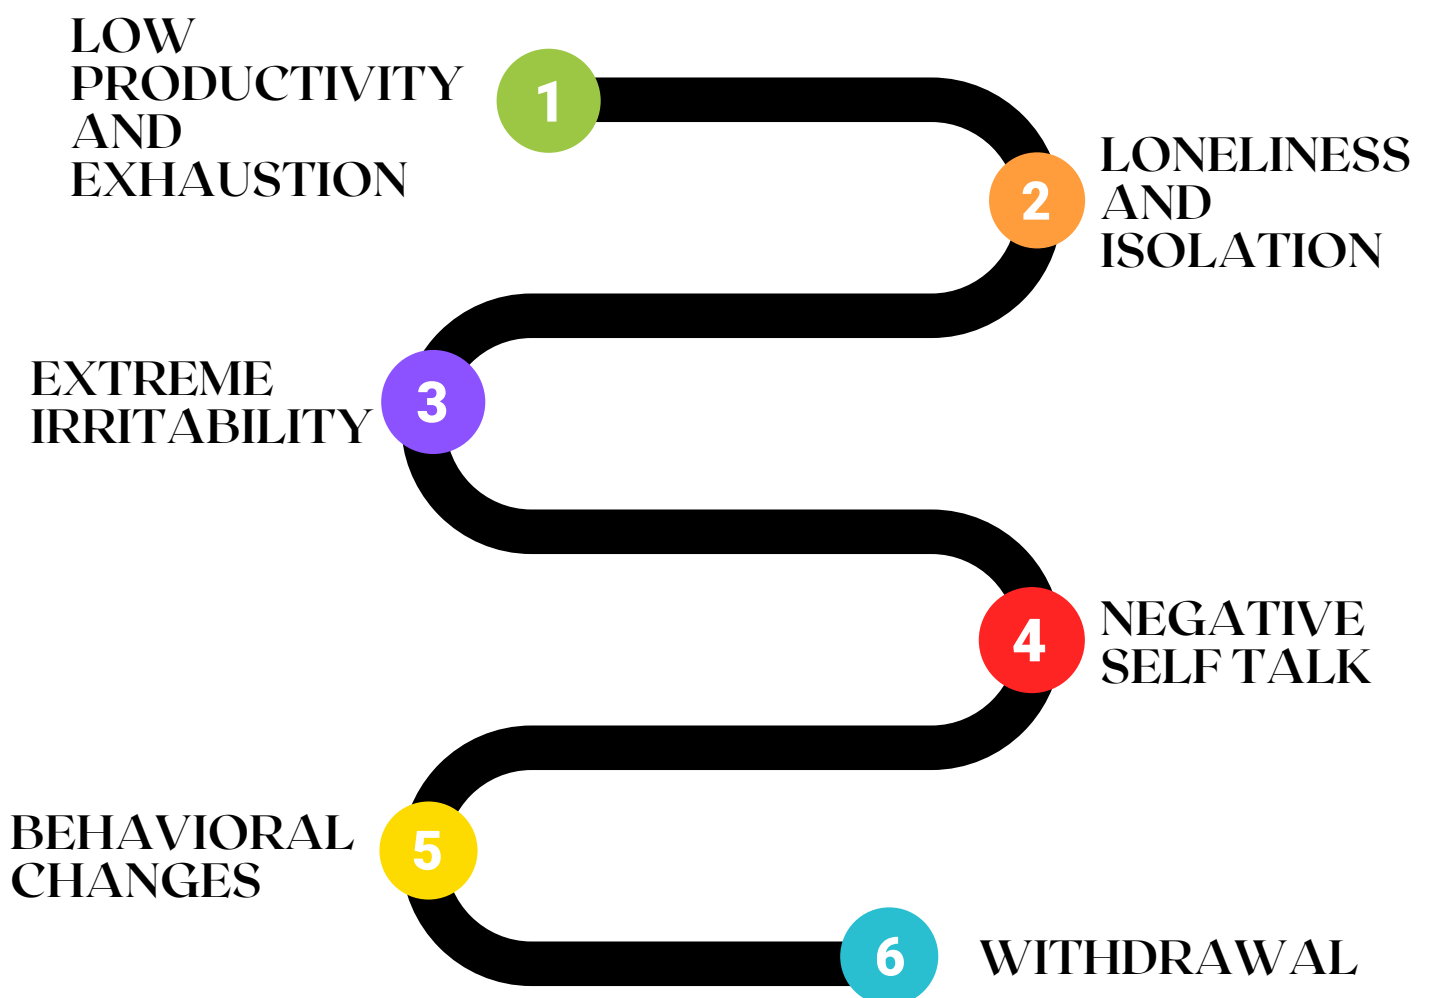 LOW
PRODUCTIVITY
AND
EXHAUSTION
1
2
LONELINESS
AND
ISOLATION
EXTREME
IRRITABILITY
3
4
NEGATIVE
SELF TALK
BEHAVIORAL
CHANGES
5
6
WITHDRAWAL